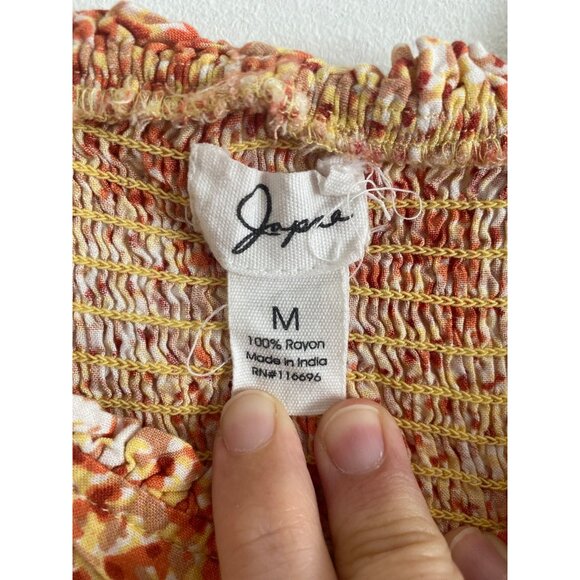 Japna
M
100% Rayon
Made in India
RN#116696